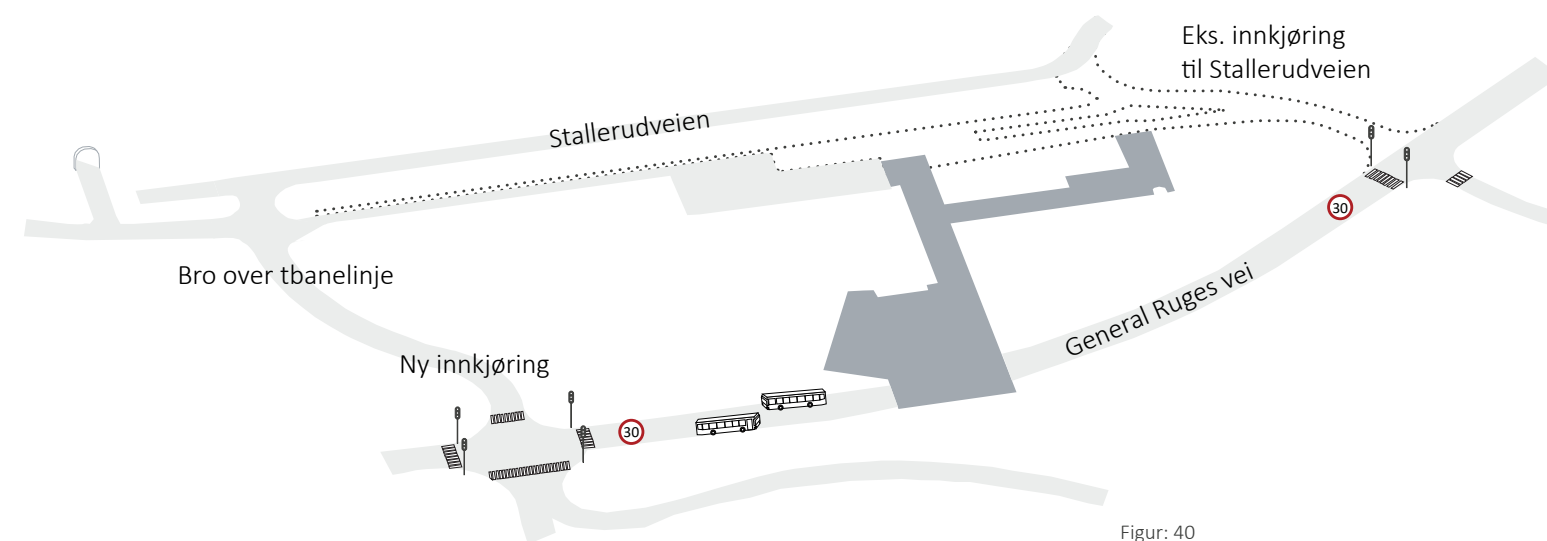 Eks. innkjøring
til Stallerudveien
Stallerudveien
30
Bro over tbanelinje
General Ruges vei
Ny innkjøring
30
Figur: 40